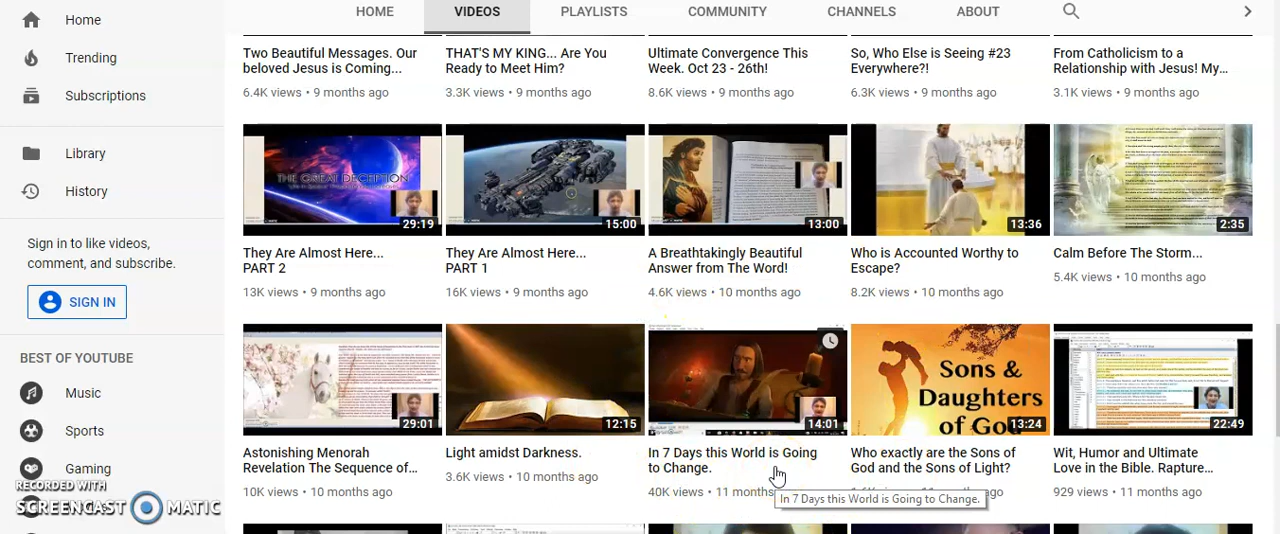 Home
Trending
Subscriptions
Library
History
Sign in to like videos,
comment, and subscribe.
SIGN IN
BEST OF YOUTUBE
Music
Sports
Gaming
RECORDED WITH
SCREENCAST MATIC
HOME VIDEOS PLAYLISTS COMMUNITY CHANNELS ABOUT
Two Beautiful Messages. Our
beloved Jesus is Coming...
6.4K views • 9 months ago
THAT'S MY KING... Are You
Ready to Meet Him?
3.3K views • 9 months ago
Ultimate Convergence This
Week. Oct 23 - 26th!
8.6K views • 9 months ago
So, Who Else is Seeing #23
Everywhere?!
6.3K views • 9 months ago
From Catholicism to a
Relationship with Jesus! My...
3.1K views • 9 months ago
THE GREAT DECEPTION
29:19
They Are Almost Here...
PART 2
13K views • 9 months ago
15:00
They Are Almost Here...
PART 1
16K views • 9 months ago
13:00
A Breathtakingly Beautiful
Answer from The Word!
4.6K views • 10 months ago
13:36
Who is Accounted Worthy to
Escape?
8.2K views • 10 months ago
2:35
Calm Before The Storm...
5.4K views • 10 months ago
29:01
Astonishing Menorah
Revelation The Sequence of...
10K views • 10 months ago
12:15
Light amidst Darkness.
3.6K views • 10 months ago
14:01
In 7 Days this World is Going
to Change.
40K views • 11 months
In 7 Days this World is Going to Change.
Sons &
Daughters
of God
13:24
Who exactly are the Sons of
God and the Sons of Light?
ago
22:49
Wit, Humor and Ultimate
Love in the Bible. Rapture...
929 views • 11 months ago